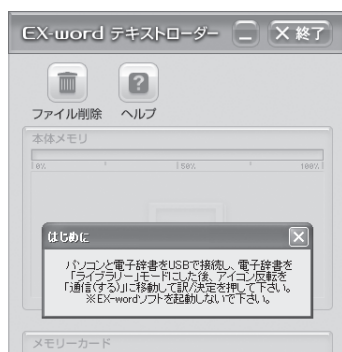 EX-word テキストローダー
× 終了
ファイル削除 ヘルプ
本体メモリ
0% 50% 100%
はじめに
パソコンと電子辞書をUSBで接続し、電子辞書を
「ライブラリー」モードにした後、アイコン反転を
「通信(する)」に移動して訳/決定を押して下さい。
※EX-wordソフトを起動しないで下さい。
メモリーカード